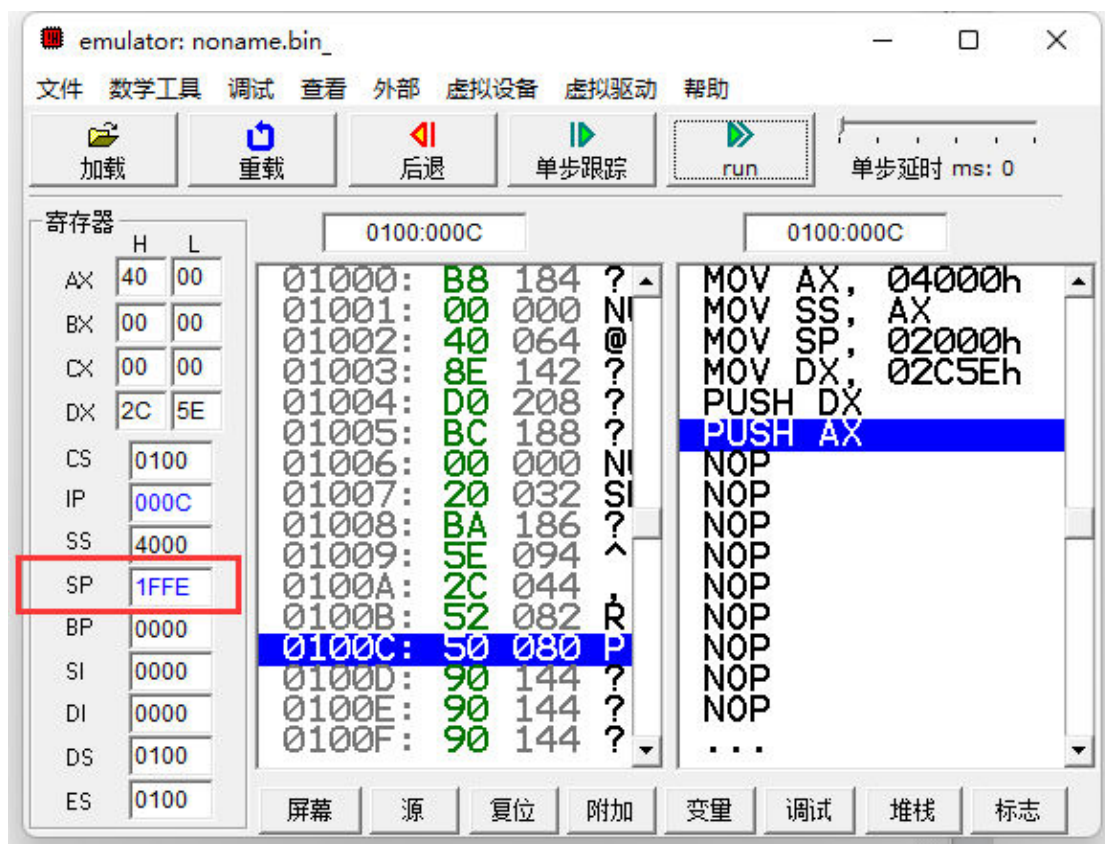 emulator: noname.bin_
文件 数学工具 调试 查看 外部 虚拟设备 虚拟驱动 帮助
加载 重载 后退 单步跟踪 run 单步延时 ms: 0
寄存器 0100:000C 0100:000C
H L
AX 40 00
BX 00 00
CX 00 00
DX 2C 5E
CS 0100
IP 000C
SS 4000
SP 1FFE
BP 0000
SI 0000
DI 0000
DS 0100
ES 0100
01000: B8 184 ?
01001: 00 000
01002: 40 064 @
01003: 8E 142 ?
01004: D0 208 ?
01005: BC 188 ?
01006: 00 000
01007: 20 032
01008: BA 186 ?
01009: 5E 094 ^
0100A: 2C 044 ,
0100B: 52 082 R
0100C: 50 080 P
0100D: 90 144 ?
0100E: 90 144 ?
0100F: 90 144 ?
MOV AX, 04000h
MOV SS, AX
MOV SP, 02000h
MOV DX, 02C5Eh
PUSH DX
PUSH AX
NOP
NOP
NOP
NOP
NOP
NOP
NOP
NOP
NOP
...
屏幕 源 复位 附加 变量 调试 堆栈 标志